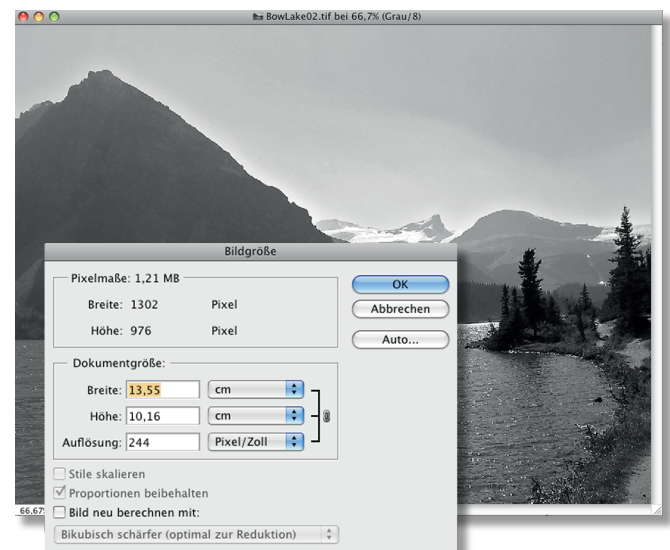 BowLake02.tif bei 66,7% (Grau/8)
Bildgröße
Pixelmaße: 1,21 MB
Breite: 1302 Pixel
Höhe: 976 Pixel
OK
Abbrechen
Auto...
Dokumentgröße:
Breite: 13,55 cm
Höhe: 10,16 cm
Auflösung: 244 Pixel/Zoll
Stile skalieren
Proportionen beibehalten
Bild neu berechnen mit:
Bikubisch schärfer (optimal zur Reduktion)